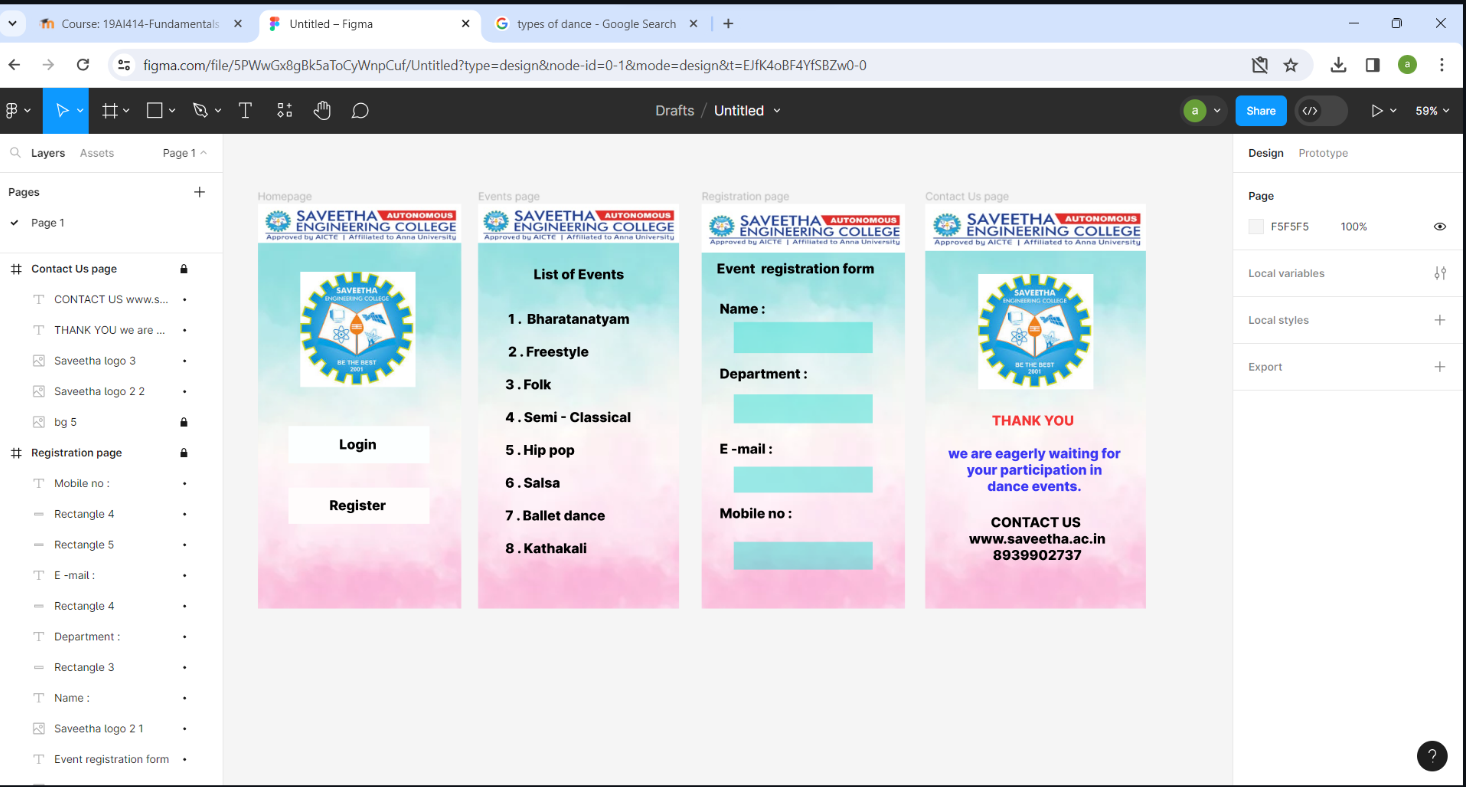 Course: 19AI414-Fundamentals
Untitled – Figma
types of dance - Google Search
figma.com/file/5PWwGx8gBk5aToCyWnpCuf/Untitled?type=design&node-id=0-1&mode=design&t=EJfK4oBF4YfSBZw0-0
a
Drafts / Untitled
a
Share
59%
Layers
Assets
Page 1
Pages
Page 1
Contact Us page
CONTACT US www.s...
THANK YOU we are ...
Saveetha logo 3
Saveetha logo 2 2
bg 5
Registration page
Mobile no :
Rectangle 4
Rectangle 5
E -mail :
Rectangle 4
Department :
Rectangle 3
Name :
Saveetha logo 2 1
Event registration form
Homepage
SAVEETHA AUTONOMOUS
ENGINEERING COLLEGE
Approved by AICTE | Affiliated to Anna University
SAVEETHA
ENGINEERING COLLEGE
BE THE BEST
2001
Login
Register
Events page
SAVEETHA AUTONOMOUS
ENGINEERING COLLEGE
Approved by AICTE | Affiliated to Anna University
List of Events
1 . Bharatanatyam
2 . Freestyle
3 . Folk
4 . Semi - Classical
5 . Hip pop
6 . Salsa
7 . Ballet dance
8 . Kathakali
Registration page
SAVEETHA AUTONOMOUS
ENGINEERING COLLEGE
Approved by AICTE | Affiliated to Anna University
Event registration form
Name :
Department :
E -mail :
Mobile no :
Contact Us page
SAVEETHA AUTONOMOUS
ENGINEERING COLLEGE
Approved by AICTE | Affiliated to Anna University
SAVEETHA
ENGINEERING COLLEGE
BE THE BEST
2001
THANK YOU
we are eagerly waiting for
your participation in
dance events.
CONTACT US
www.saveetha.ac.in
8939902737
Design
Prototype
Page
F5F5F5
100%
Local variables
Local styles
Export
?